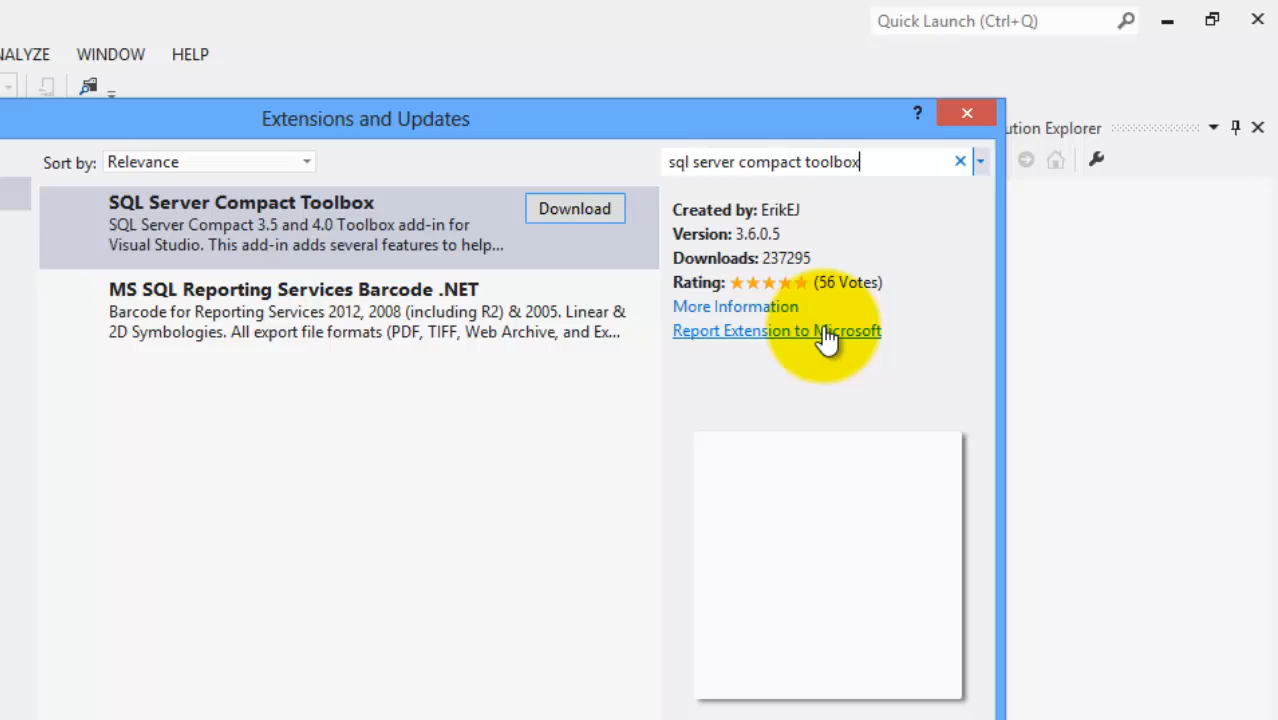 Quick Launch (Ctrl+Q)
NALYZE WINDOW HELP
Extensions and Updates ?
ution Explorer
Sort by: Relevance
sql server compact toolbox
SQL Server Compact Toolbox
SQL Server Compact 3.5 and 4.0 Toolbox add-in for
Visual Studio. This add-in adds several features to help...
Download
MS SQL Reporting Services Barcode .NET
Barcode for Reporting Services 2012, 2008 (including R2) & 2005. Linear &
2D Symbologies. All export file formats (PDF, TIFF, Web Archive, and Ex...
Created by: ErikEJ
Version: 3.6.0.5
Downloads: 237295
Rating: (56 Votes)
More Information
Report Extension to Microsoft